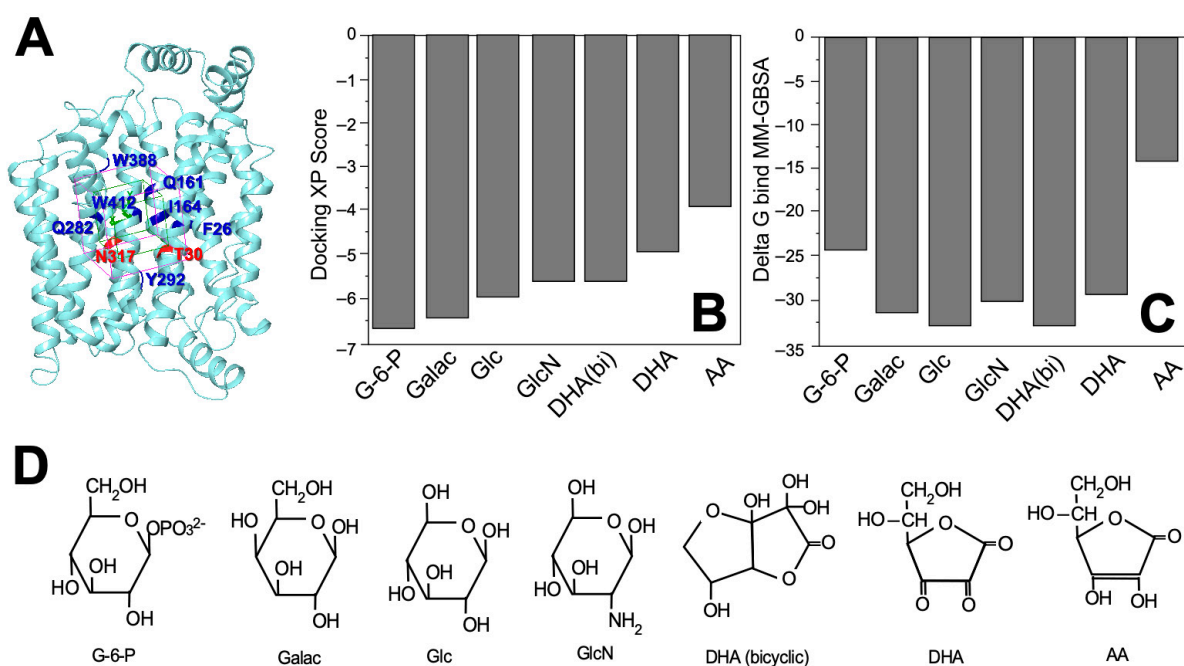 A
W388
Q161
W412
I164
Q282
F26
N317
T30
Y292
Docking XP Score
0
–1
–2
–3
–4
–5
–6
–7
G-6-P
Galac
Glc
GlcN
DHA(bi)
DHA
AA
B
Delta G bind MM-GBSA
0
–5
–10
–15
–20
–25
–30
–35
G-6-P
Galac
Glc
GlcN
DHA(bi)
DHA
AA
C
D
CH2OH
O
OPO3²⁻
OH
HO
OH
G-6-P
CH2OH
HO
O
OH
OH
OH
Galac
OH
O
OH
OH
HO
OH
Glc
OH
O
OH
OH
HO
NH2
GlcN
O
OH
OH
OH
O
O
OH
DHA (bicyclic)
CH2OH
HO
CH
O
O
O
O
DHA
CH2OH
HO
CH
O
O
OH
OH
AA